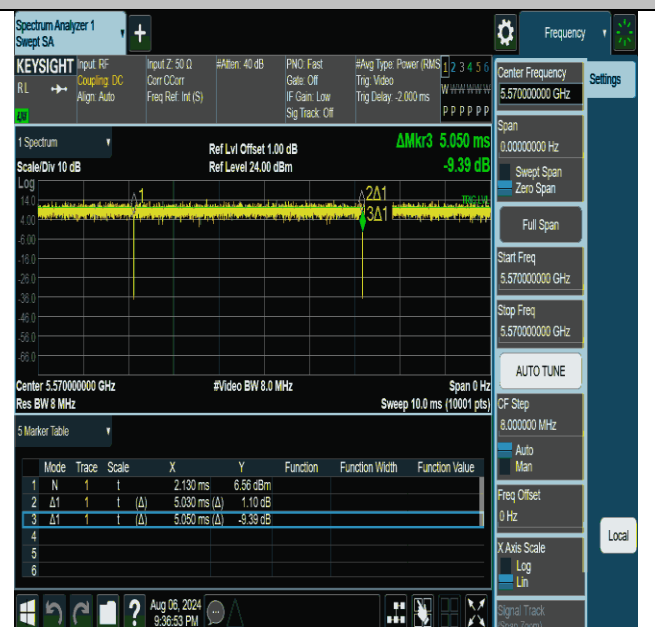 Spectrum Analyzer 1
Swept SA
Frequency
KEYSIGHT
RL
Input: RF
Coupling: DC
Align: Auto
Input Z: 50 Ω
Corr CCorr
Freq Ref: Int (S)
#Atten: 40 dB
PNO: Fast
Gate: Off
IF Gain: Low
Sig Track: Off
#Avg Type: Power (RMS
Trig: Video
Trig Delay: -2.000 ms
1 2 3 4 5 6
W W W W W W
P P P P P P
1 Spectrum
Scale/Div 10 dB
Ref Lvl Offset 1.00 dB
Ref Level 24.00 dBm
ΔMkr3 5.050 ms
-9.39 dB
Log
14.0
4.00
-6.00
-16.0
-26.0
-36.0
-46.0
-56.0
-66.0
1
2Δ1
3Δ1
TRIG LVL
Center 5.570000000 GHz
#Video BW 8.0 MHz
Span 0 Hz
Res BW 8 MHz
Sweep 10.0 ms (10001 pts)
5 Marker Table
Mode Trace Scale X Y Function Function Width Function Value
1 N 1 t 2.130 ms 6.56 dBm
2 Δ1 1 t (Δ) 5.030 ms (Δ) 1.10 dB
3 Δ1 1 t (Δ) 5.050 ms (Δ) -9.39 dB
4
5
6
Aug 06, 2024
9:36:53 PM
Center Frequency
5.570000000 GHz
Settings
Span
0.00000000 Hz
Swept Span
Zero Span
Full Span
Start Freq
5.570000000 GHz
Stop Freq
5.570000000 GHz
AUTO TUNE
CF Step
8.000000 MHz
Auto
Man
Freq Offset
0 Hz
X Axis Scale
Log
Lin
Signal Track
(Span Zoom)
Local